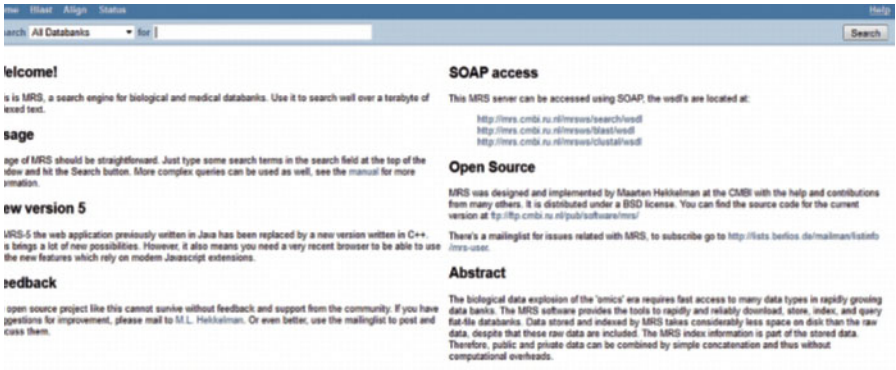 ome Blast Align Status Help
earch All Databanks for Search
elcome!
s is MRS, a search engine for biological and medical databanks. Use it to search well over a terabyte of
exed text.
sage
age of MRS should be straightforward. Just type some search terms in the search field at the top of the
ndow and hit the Search button. More complex queries can be used as well, see the manual for more
ormation.
ew version 5
MRS-5 the web application previously written in Java has been replaced by a new version written in C++.
s brings a lot of new possibilities. However, it also means you need a very recent browser to be able to use
the new features which rely on modern Javascript extensions.
eedback
open source project like this cannot survive without feedback and support from the community. If you have
ggestions for improvement, please mail to M.L. Hekkelman. Or even better, use the mailinglist to post and
cuss them.
SOAP access
This MRS server can be accessed using SOAP, the wsdl's are located at:
http://mrs.cmbi.ru.nl/mrsws/search/wsdl
http://mrs.cmbi.ru.nl/mrsws/blast/wsdl
http://mrs.cmbi.ru.nl/mrsws/clustal/wsdl
Open Source
MRS was designed and implemented by Maarten Hekkelman at the CMBI with the help and contributions
from many others. It is distributed under a BSD license. You can find the source code for the current
version at ftp://ftp.cmbi.ru.nl/pub/software/mrs/
There's a mailinglist for issues related with MRS, to subscribe go to http://lists.berlios.de/mailman/listinfo
/mrs-user.
Abstract
The biological data explosion of the 'omics' era requires fast access to many data types in rapidly growing
data banks. The MRS software provides the tools to rapidly and reliably download, store, index, and query
flat-file databanks. Data stored and indexed by MRS takes considerably less space on disk than the raw
data, despite that these raw data are included. The MRS index information is part of the stored data.
Therefore, public and private data can be combined by simple concatenation and thus without
computational overheads.